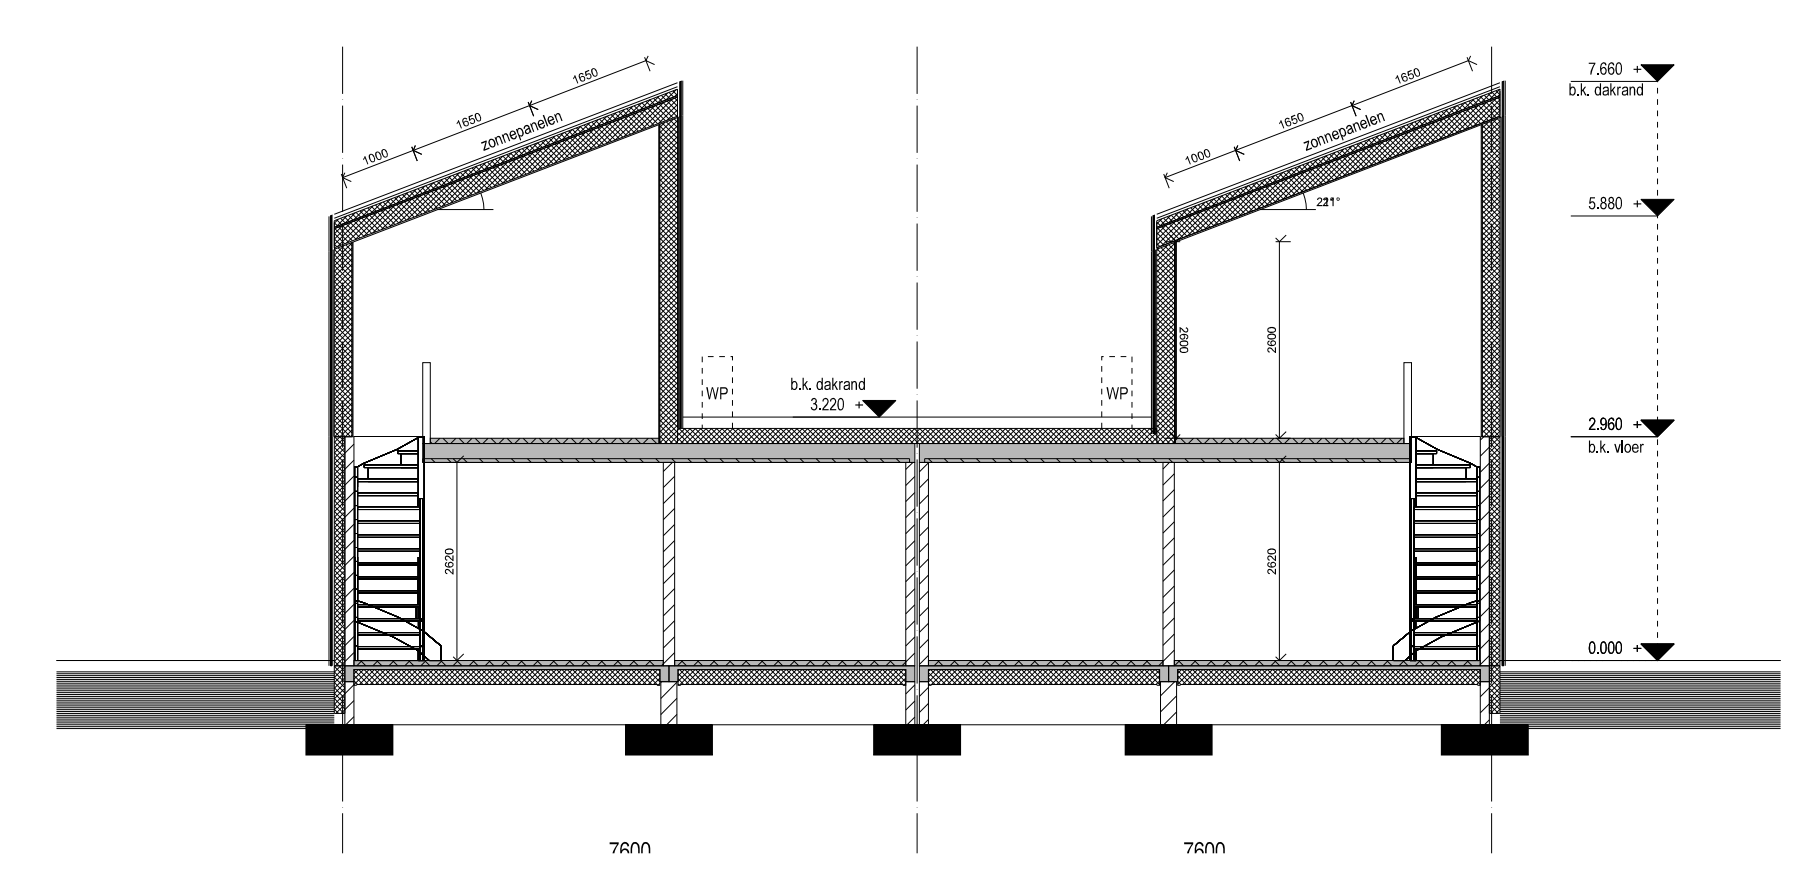 1650
1650
7.660 +
b.k. dakrand
1650
zonnepanelen
1650
zonnepanelen
1000
1000
5.880 +
2600
2600
WP
b.k. dakrand
3.220 +
WP
2.960 +
b.k. vloer
2620
2620
0.000 +
7600
7600